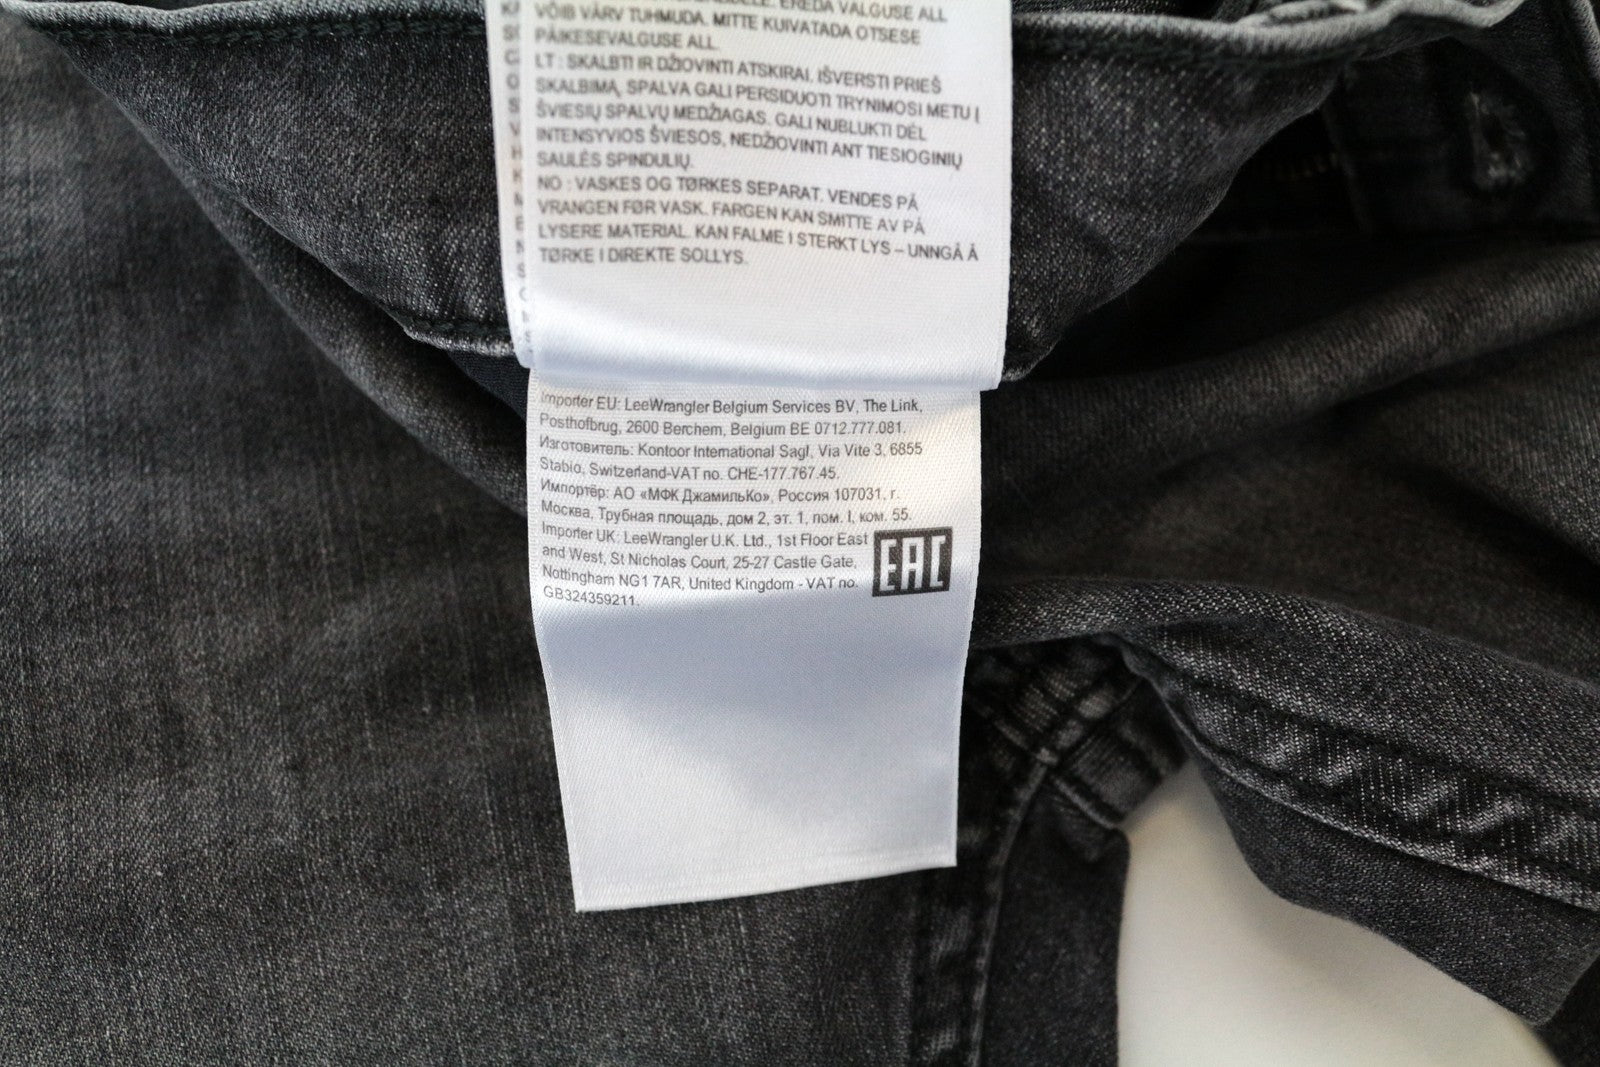 EREDA VALGUSE ALL
VÕIB VÄRV TUHMUDA. MITTE KUIVATADA OTSESE
PÄIKESEVALGUSE ALL.
LT : SKALBTI IR DŽIOVINTI ATSKIRAI. IŠVERSTI PRIEŠ
SKALBIMĄ, SPALVA GALI PERSIDUOTI TRYNIMOSI METU Į
ŠVIESIŲ SPALVŲ MEDŽIAGAS. GALI NUBLUKTI DĖL
INTENSYVIOS ŠVIESOS, NEDŽIOVINTI ANT TIESIOGINIŲ
SAULĖS SPINDULIŲ.
NO : VASKES OG TØRKES SEPARAT. VENDES PÅ
VRANGEN FØR VASK. FARGEN KAN SMITTE AV PÅ
LYSERE MATERIAL. KAN FALME I STERKT LYS – UNNGÅ Å
TØRKE I DIREKTE SOLLYS.
Importer EU: LeeWrangler Belgium Services BV, The Link,
Posthofbrug, 2600 Berchem, Belgium BE 0712.777.081.
Изготовитель: Kontoor International Sagl, Via Vite 3, 6855
Stabio, Switzerland-VAT no. CHE-177.767.45.
Импортёр: АО «МФК ДжамильКо», Россия 107031, г.
Москва, Трубная площадь, дом 2, эт. 1, пом. I, ком. 55.
Importer UK: LeeWrangler U.K. Ltd., 1st Floor East
and West, St Nicholas Court, 25-27 Castle Gate,
Nottingham NG1 7AR, United Kingdom - VAT no.
GB324359211.
EAC